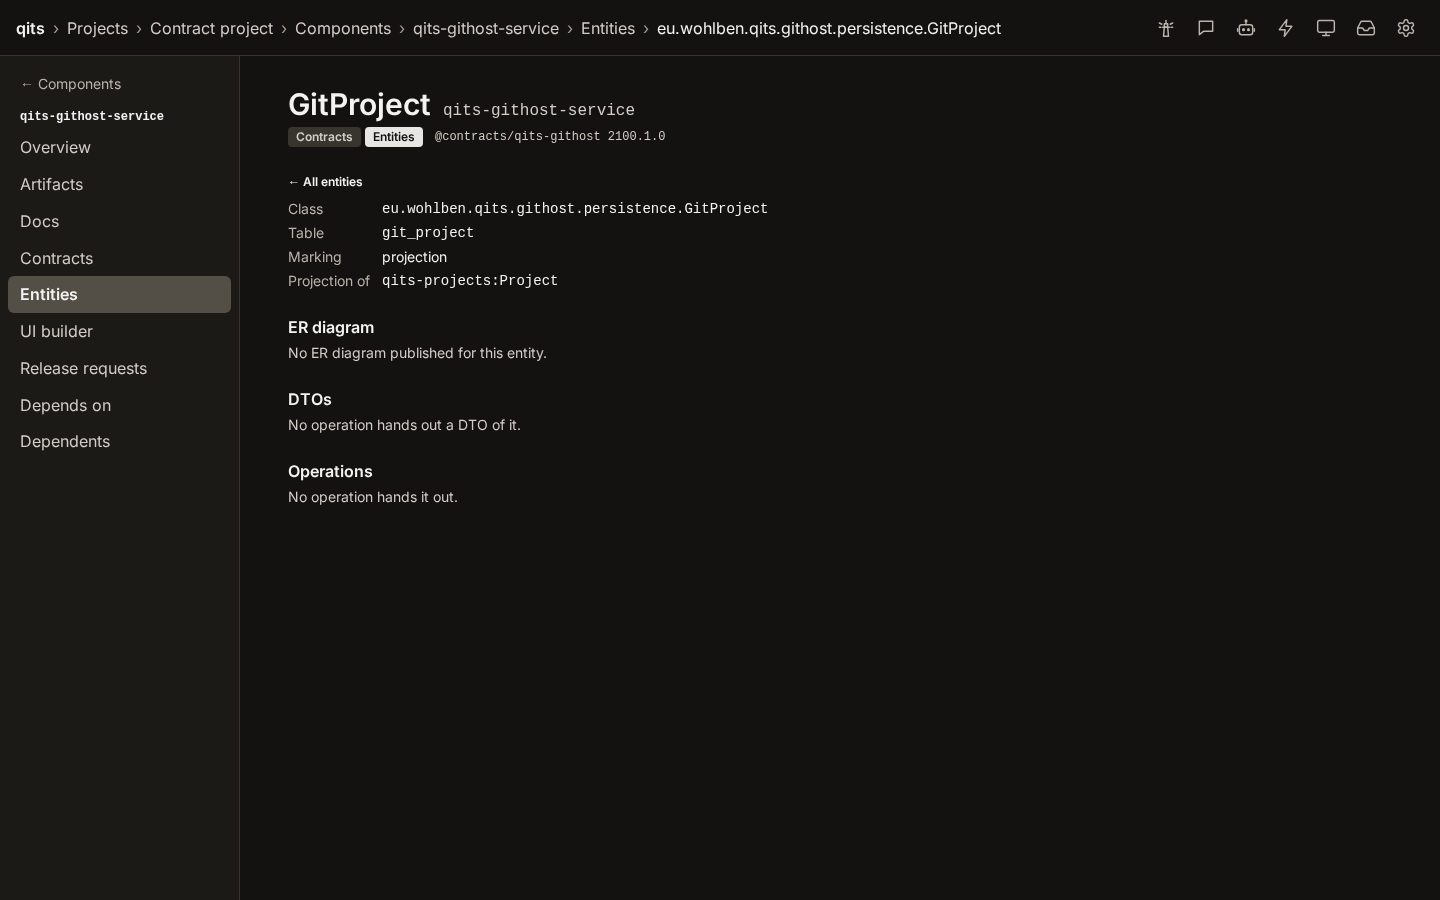 qits › Projects › Contract project › Components › qits-githost-service › Entities › eu.wohlben.qits.githost.persistence.GitProject
← Components
qits-githost-service
Overview
Artifacts
Docs
Contracts
Entities
UI builder
Release requests
Depends on
Dependents
GitProject qits-githost-service
Contracts Entities @contracts/qits-githost 2100.1.0
← All entities
Class eu.wohlben.qits.githost.persistence.GitProject
Table git_project
Marking projection
Projection of qits-projects:Project
ER diagram
No ER diagram published for this entity.
DTOs
No operation hands out a DTO of it.
Operations
No operation hands it out.